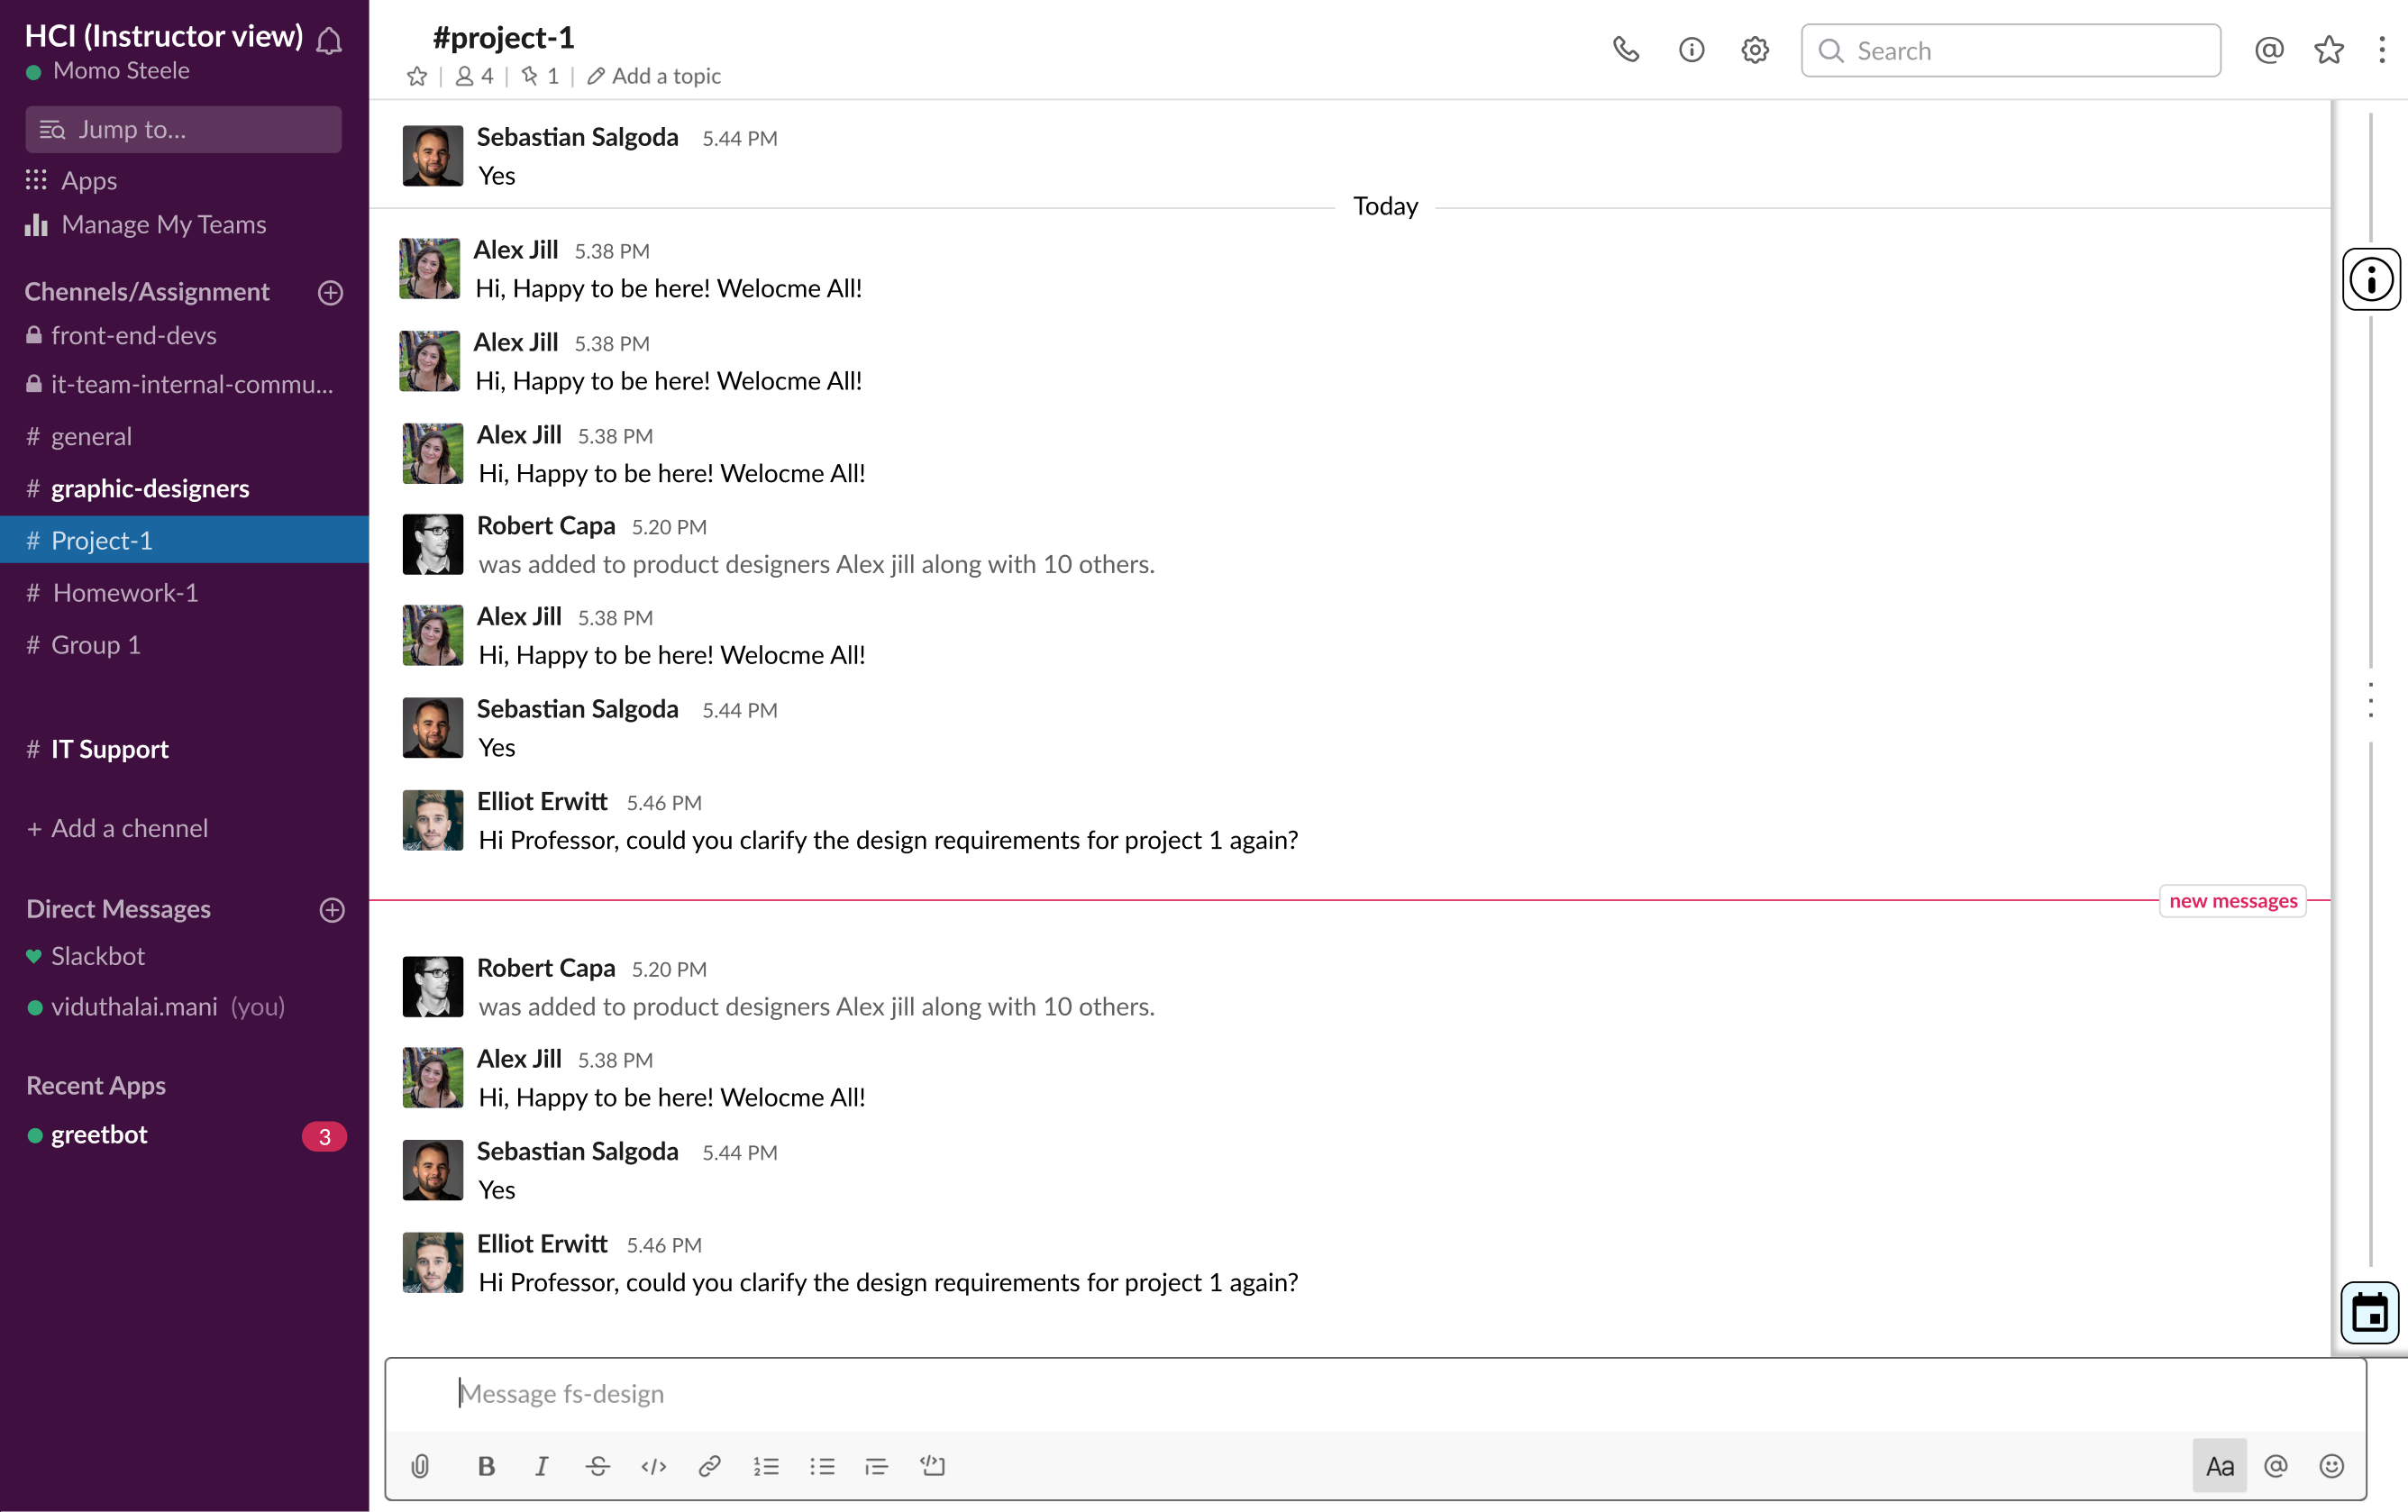 HCI (Instructor view)
Momo Steele
Jump to...
Apps
Manage My Teams
Chennels/Assignment
front-end-devs
it-team-internal-commu...
# general
# graphic-designers
# Project-1
# Homework-1
# Group 1
# IT Support
+ Add a chennel
Direct Messages
Slackbot
viduthalai.mani (you)
Recent Apps
greetbot 3
#project-1
4 | 1 | Add a topic
Search
Sebastian Salgoda 5.44 PM
Yes
Today
Alex Jill 5.38 PM
Hi, Happy to be here! Welocme All!
Alex Jill 5.38 PM
Hi, Happy to be here! Welocme All!
Alex Jill 5.38 PM
Hi, Happy to be here! Welocme All!
Robert Capa 5.20 PM
was added to product designers Alex jill along with 10 others.
Alex Jill 5.38 PM
Hi, Happy to be here! Welocme All!
Sebastian Salgoda 5.44 PM
Yes
Elliot Erwitt 5.46 PM
Hi Professor, could you clarify the design requirements for project 1 again?
new messages
Robert Capa 5.20 PM
was added to product designers Alex jill along with 10 others.
Alex Jill 5.38 PM
Hi, Happy to be here! Welocme All!
Sebastian Salgoda 5.44 PM
Yes
Elliot Erwitt 5.46 PM
Hi Professor, could you clarify the design requirements for project 1 again?
Message fs-design
B I S </> Aa @